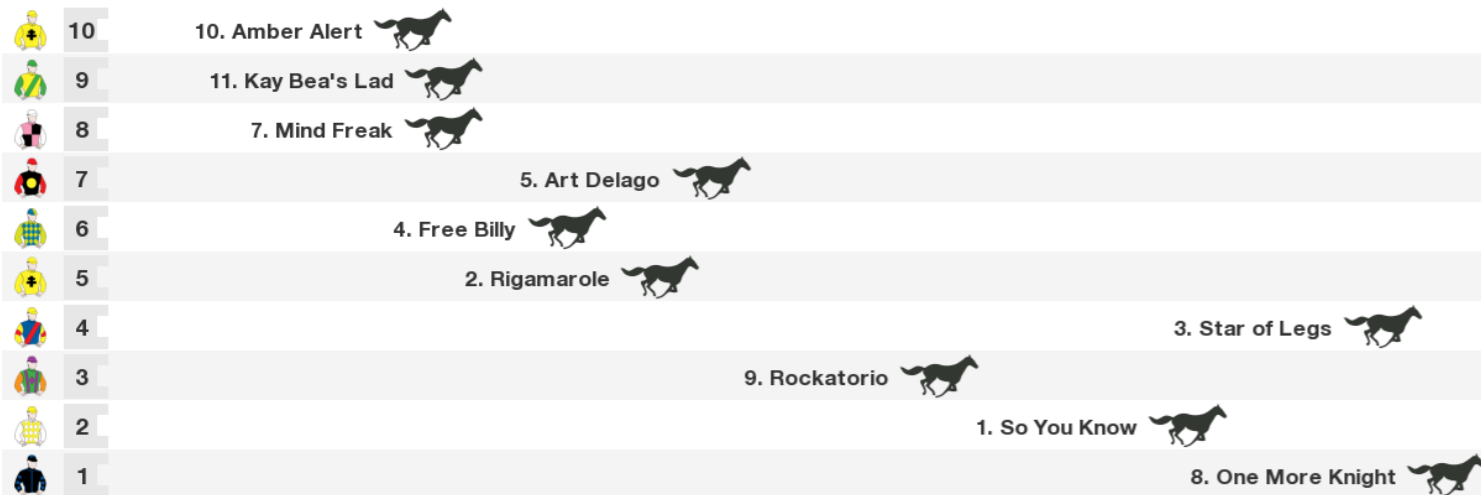 10 10. Amber Alert
9 11. Kay Bea's Lad
8 7. Mind Freak
7 5. Art Delago
6 4. Free Billy
5 2. Rigamarole
4 3. Star of Legs
3 9. Rockatorio
2 1. So You Know
1 8. One More Knight